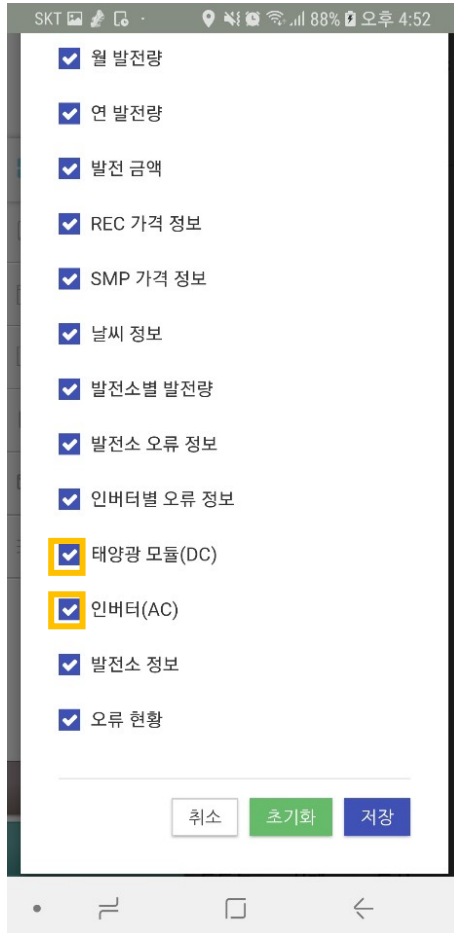 SKT 88% 오후 4:52
월 발전량
연 발전량
발전 금액
REC 가격 정보
SMP 가격 정보
날씨 정보
발전소별 발전량
발전소 오류 정보
인버터별 오류 정보
태양광 모듈(DC)
인버터(AC)
발전소 정보
오류 현황
취소 초기화 저장